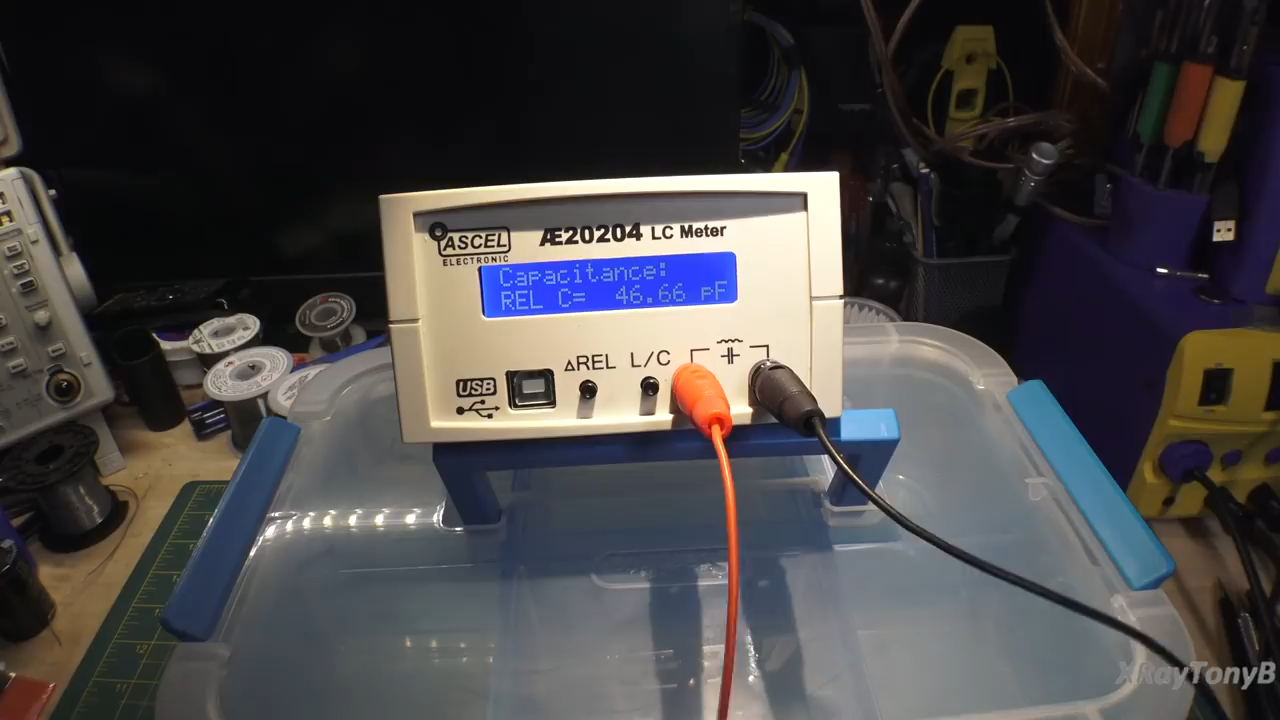 ASCEL
ELECTRONIC
Æ20204 LC Meter
Capacitance:
REL C= 46.66 pF
ΔREL L/C
USB
XRayTonyB